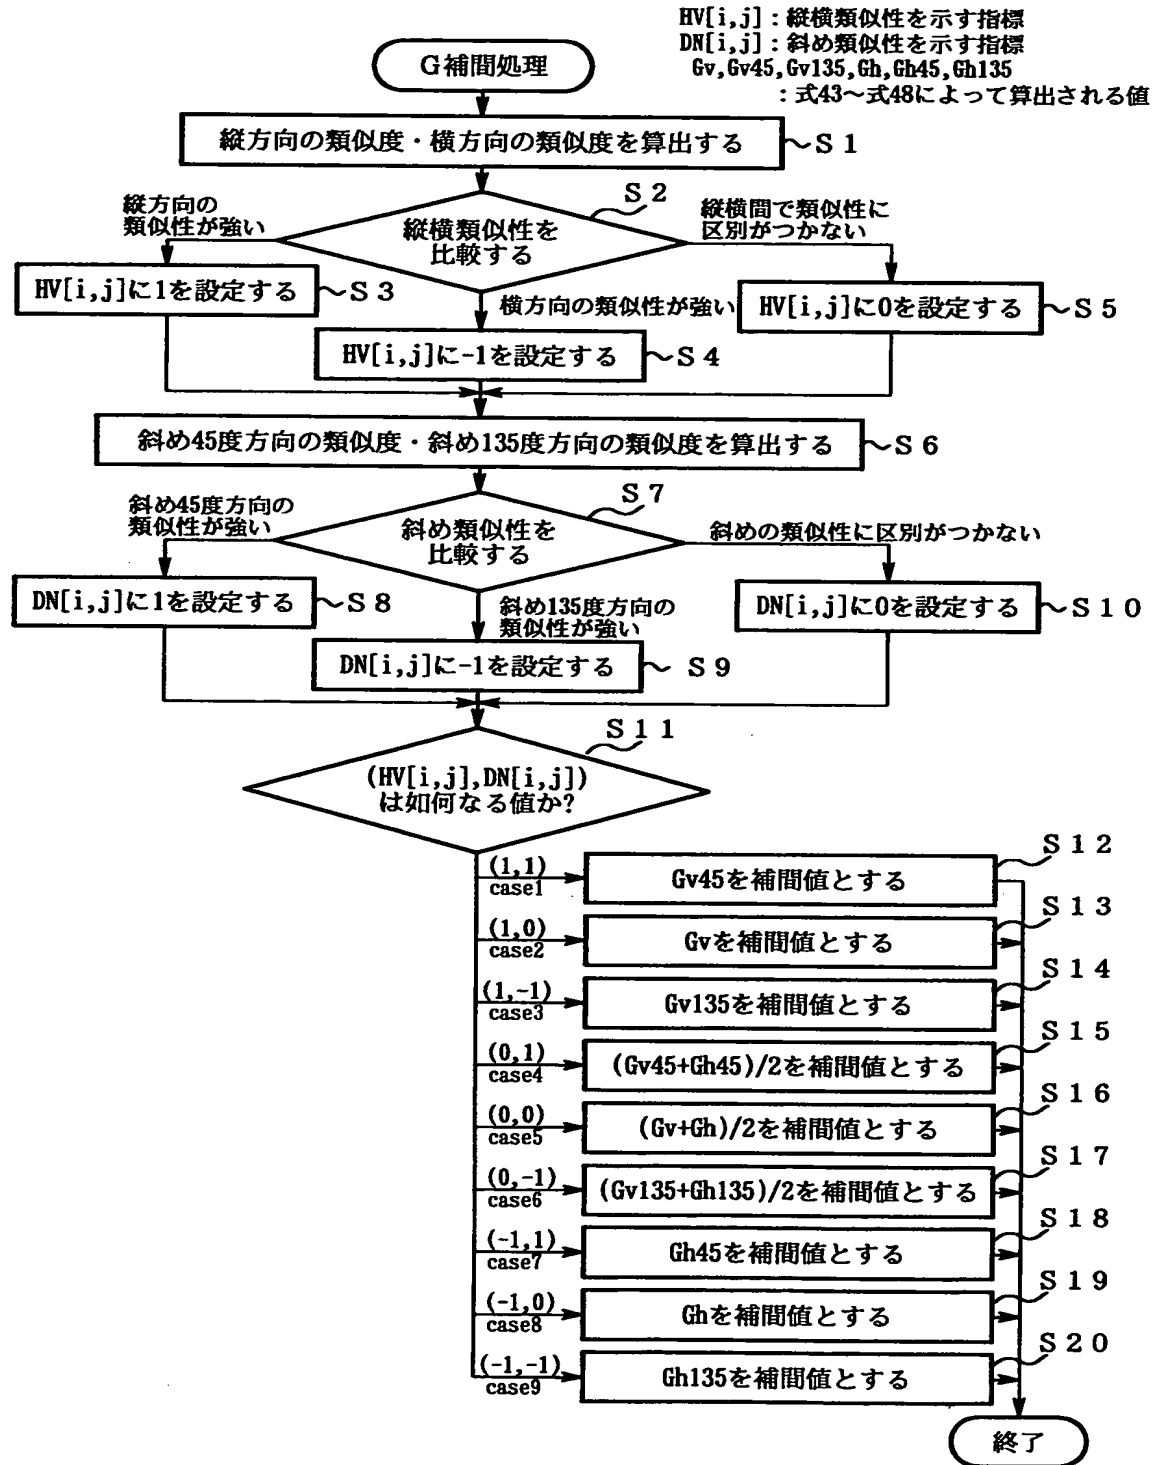 HV[i,j]：縦横類似性を示す指標
DN[i,j]：斜め類似性を示す指標
Gv,Gv45,Gv135,Gh,Gh45,Gh135
：式43～式48によって算出される値
G補間処理
縦方向の類似度・横方向の類似度を算出する
S1
S2
縦方向の
類似性が強い
縦横類似性を
比較する
縦横間で類似性に
区別がつかない
HV[i,j]に1を設定する
S3
横方向の類似性が強い
HV[i,j]に0を設定する
S5
HV[i,j]に-1を設定する
S4
斜め45度方向の類似度・斜め135度方向の類似度を算出する
S6
S7
斜め45度方向の
類似性が強い
斜め類似性を
比較する
斜めの類似性に区別がつかない
DN[i,j]に1を設定する
S8
斜め135度方向の
類似性が強い
DN[i,j]に0を設定する
S10
DN[i,j]に-1を設定する
S9
S11
(HV[i,j],DN[i,j])
は如何なる値か?
S12
(1,1)
case1
Gv45を補間値とする
S13
(1,0)
case2
Gvを補間値とする
S14
(1,-1)
case3
Gv135を補間値とする
S15
(0,1)
case4
(Gv45+Gh45)/2を補間値とする
S16
(0,0)
case5
(Gv+Gh)/2を補間値とする
S17
(0,-1)
case6
(Gv135+Gh135)/2を補間値とする
S18
(-1,1)
case7
Gh45を補間値とする
S19
(-1,0)
case8
Ghを補間値とする
S20
(-1,-1)
case9
Gh135を補間値とする
終了